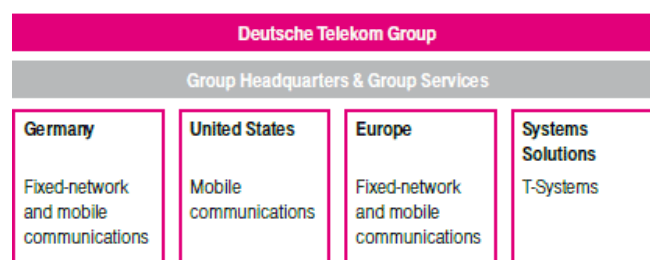 Deutsche Telekom Group
Group Headquarters & Group Services
Germany
Fixed-network
and mobile
communications
United States
Mobile
communications
Europe
Fixed-network
and mobile
communications
Systems
Solutions
T-Systems